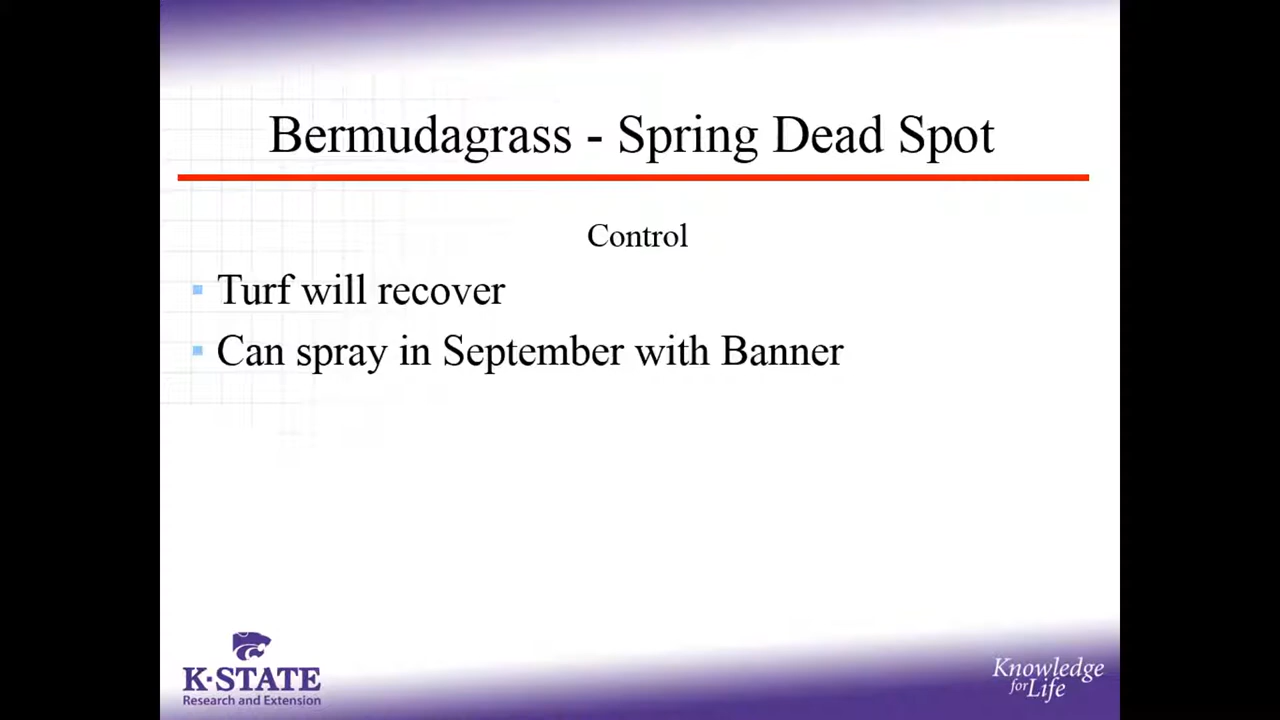 Bermudagrass - Spring Dead Spot
Control
Turf will recover
Can spray in September with Banner
K-STATE
Research and Extension
Knowledge
for Life